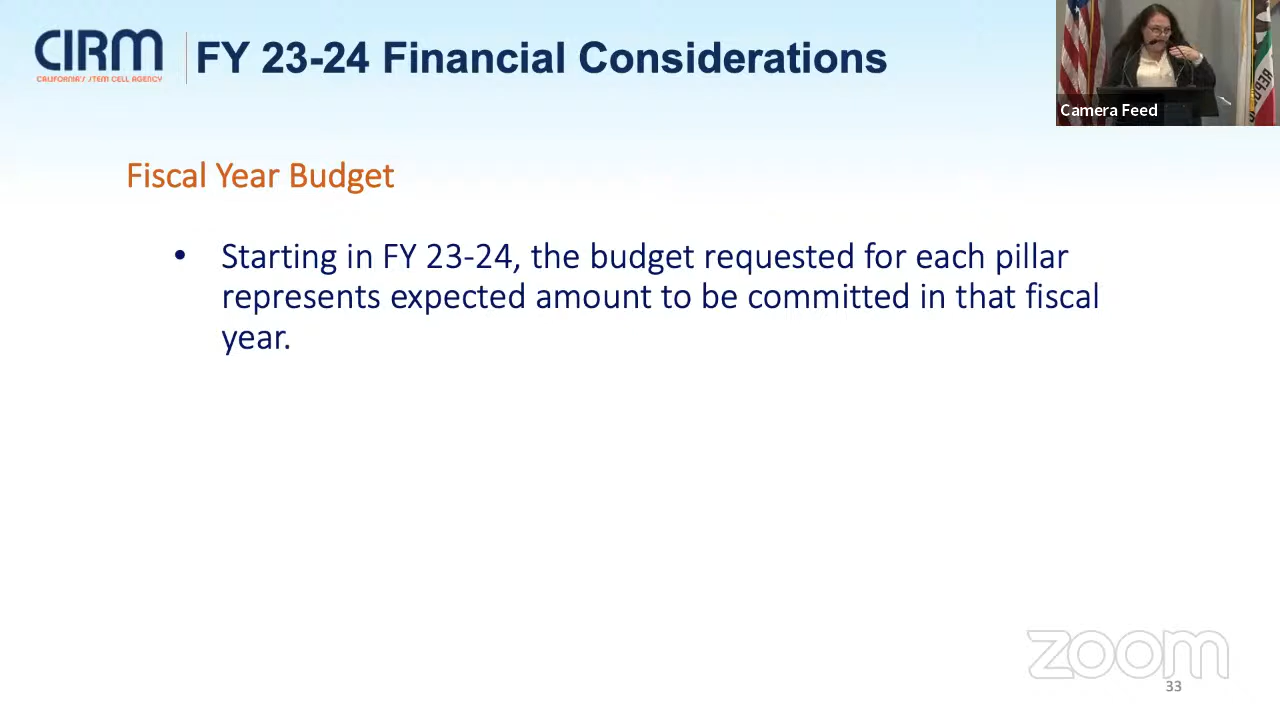 CIRM
CALIFORNIA'S STEM CELL AGENCY
FY 23-24 Financial Considerations
Camera Feed
Fiscal Year Budget
• Starting in FY 23-24, the budget requested for each pillar
represents expected amount to be committed in that fiscal
year.
zoom
33